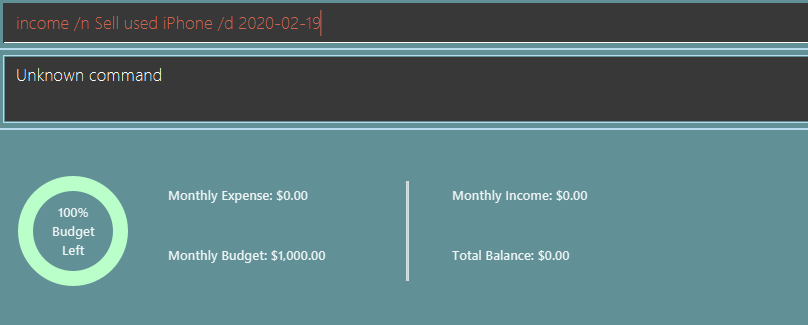 income /n Sell used iPhone /d 2020-02-19
Unknown command
100%
Budget
Left
Monthly Expense: $0.00
Monthly Income: $0.00
Monthly Budget: $1,000.00
Total Balance: $0.00